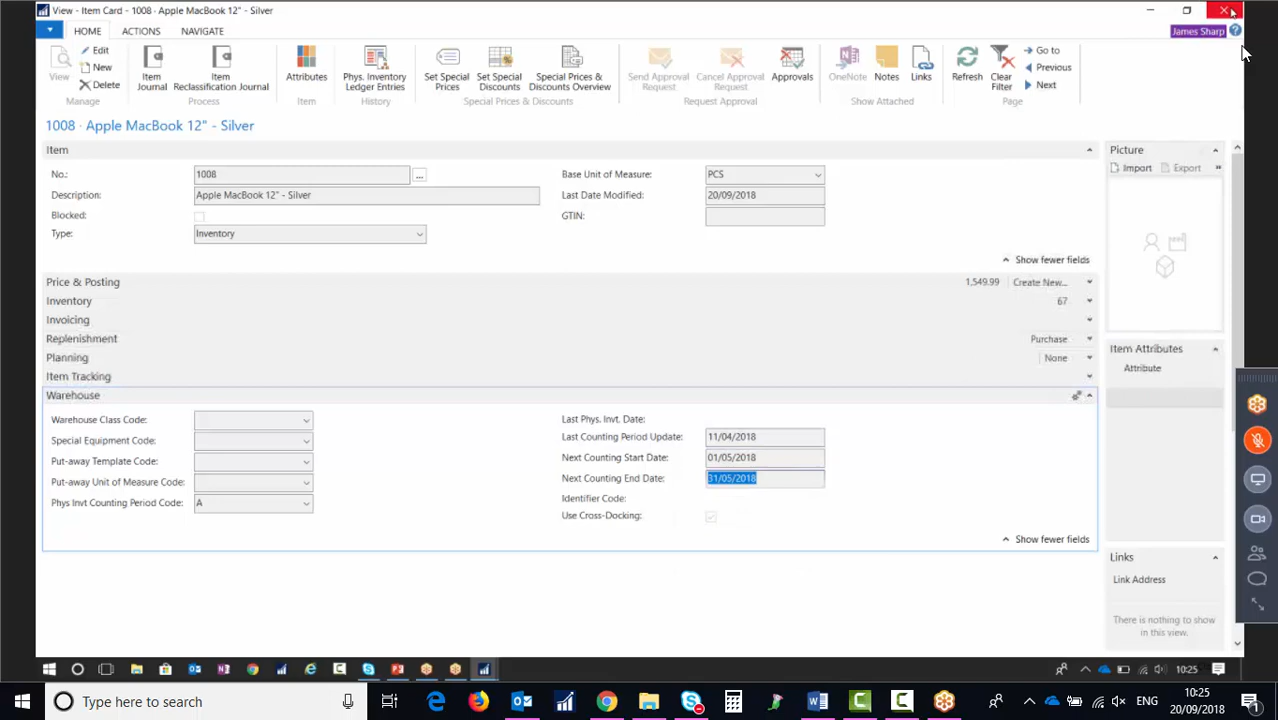 View - Item Card - 1008 · Apple MacBook 12" - Silver
HOME ACTIONS NAVIGATE James Sharp ?
View Edit New Delete Item Journal Item Reclassification Journal Attributes Phys. Inventory Ledger Entries Set Special Prices Set Special Discounts Special Prices & Discounts Overview Send Approval Request Cancel Approval Request Approvals OneNote Notes Links Refresh Clear Filter Go to Previous Next
Manage Process Item History Special Prices & Discounts Request Approval Show Attached Page
1008 · Apple MacBook 12" - Silver
Item
No.: 1008 ... Base Unit of Measure: PCS
Description: Apple MacBook 12" - Silver Last Date Modified: 20/09/2018
Blocked: GTIN:
Type: Inventory
Show fewer fields
Price & Posting 1,549.99 Create New...
Inventory 67
Invoicing
Replenishment Purchase
Planning None
Item Tracking
Warehouse
Warehouse Class Code: Last Phys. Invt. Date:
Special Equipment Code: Last Counting Period Update: 11/04/2018
Put-away Template Code: Next Counting Start Date: 01/05/2018
Put-away Unit of Measure Code: Next Counting End Date: 31/05/2018
Phys Invt Counting Period Code: A Identifier Code:
Use Cross-Docking:
Show fewer fields
Picture
Import Export »
Item Attributes
Attribute
Links
Link Address
There is nothing to show
in this view.
10:25
Type here to search ENG 10:25
20/09/2018